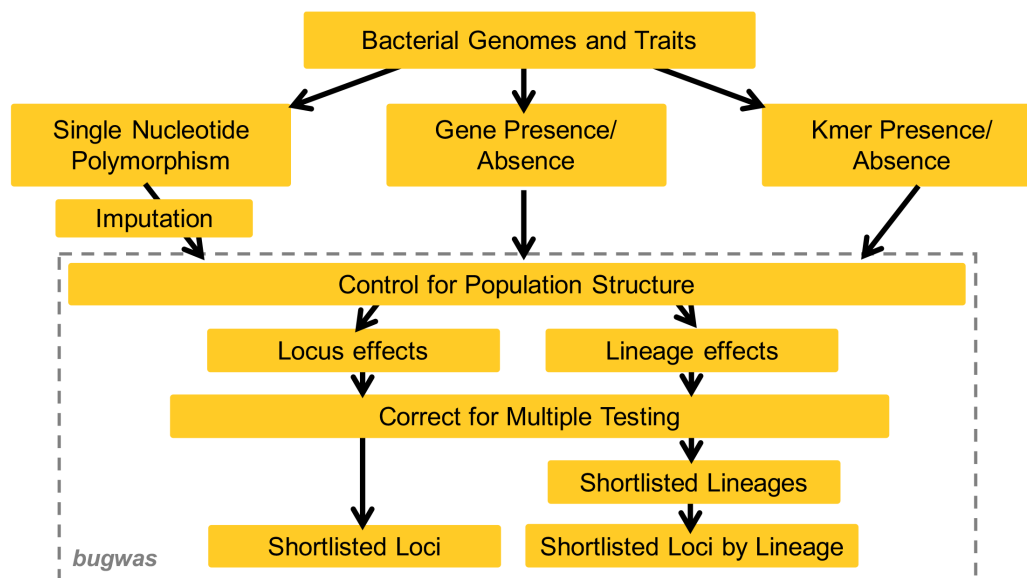 Bacterial Genomes and Traits
Single Nucleotide
Polymorphism
Gene Presence/
Absence
Kmer Presence/
Absence
Imputation
Control for Population Structure
Locus effects
Lineage effects
Correct for Multiple Testing
Shortlisted Lineages
Shortlisted Loci
Shortlisted Loci by Lineage
bugwas